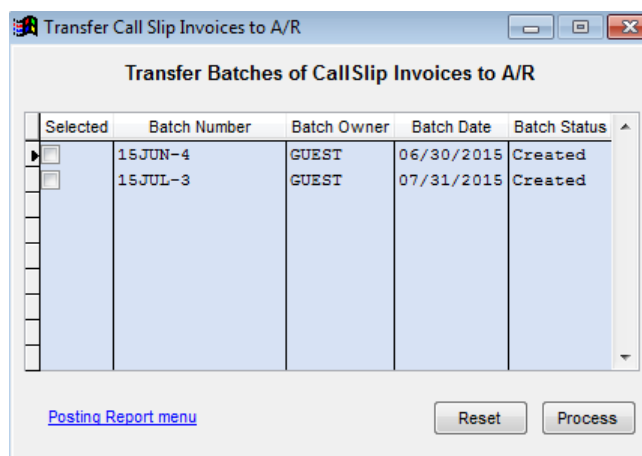 Transfer Call Slip Invoices to A/R
Transfer Batches of CallSlip Invoices to A/R
Selected Batch Number Batch Owner Batch Date Batch Status
15JUN-4 GUEST 06/30/2015 Created
15JUL-3 GUEST 07/31/2015 Created
Posting Report menu Reset Process